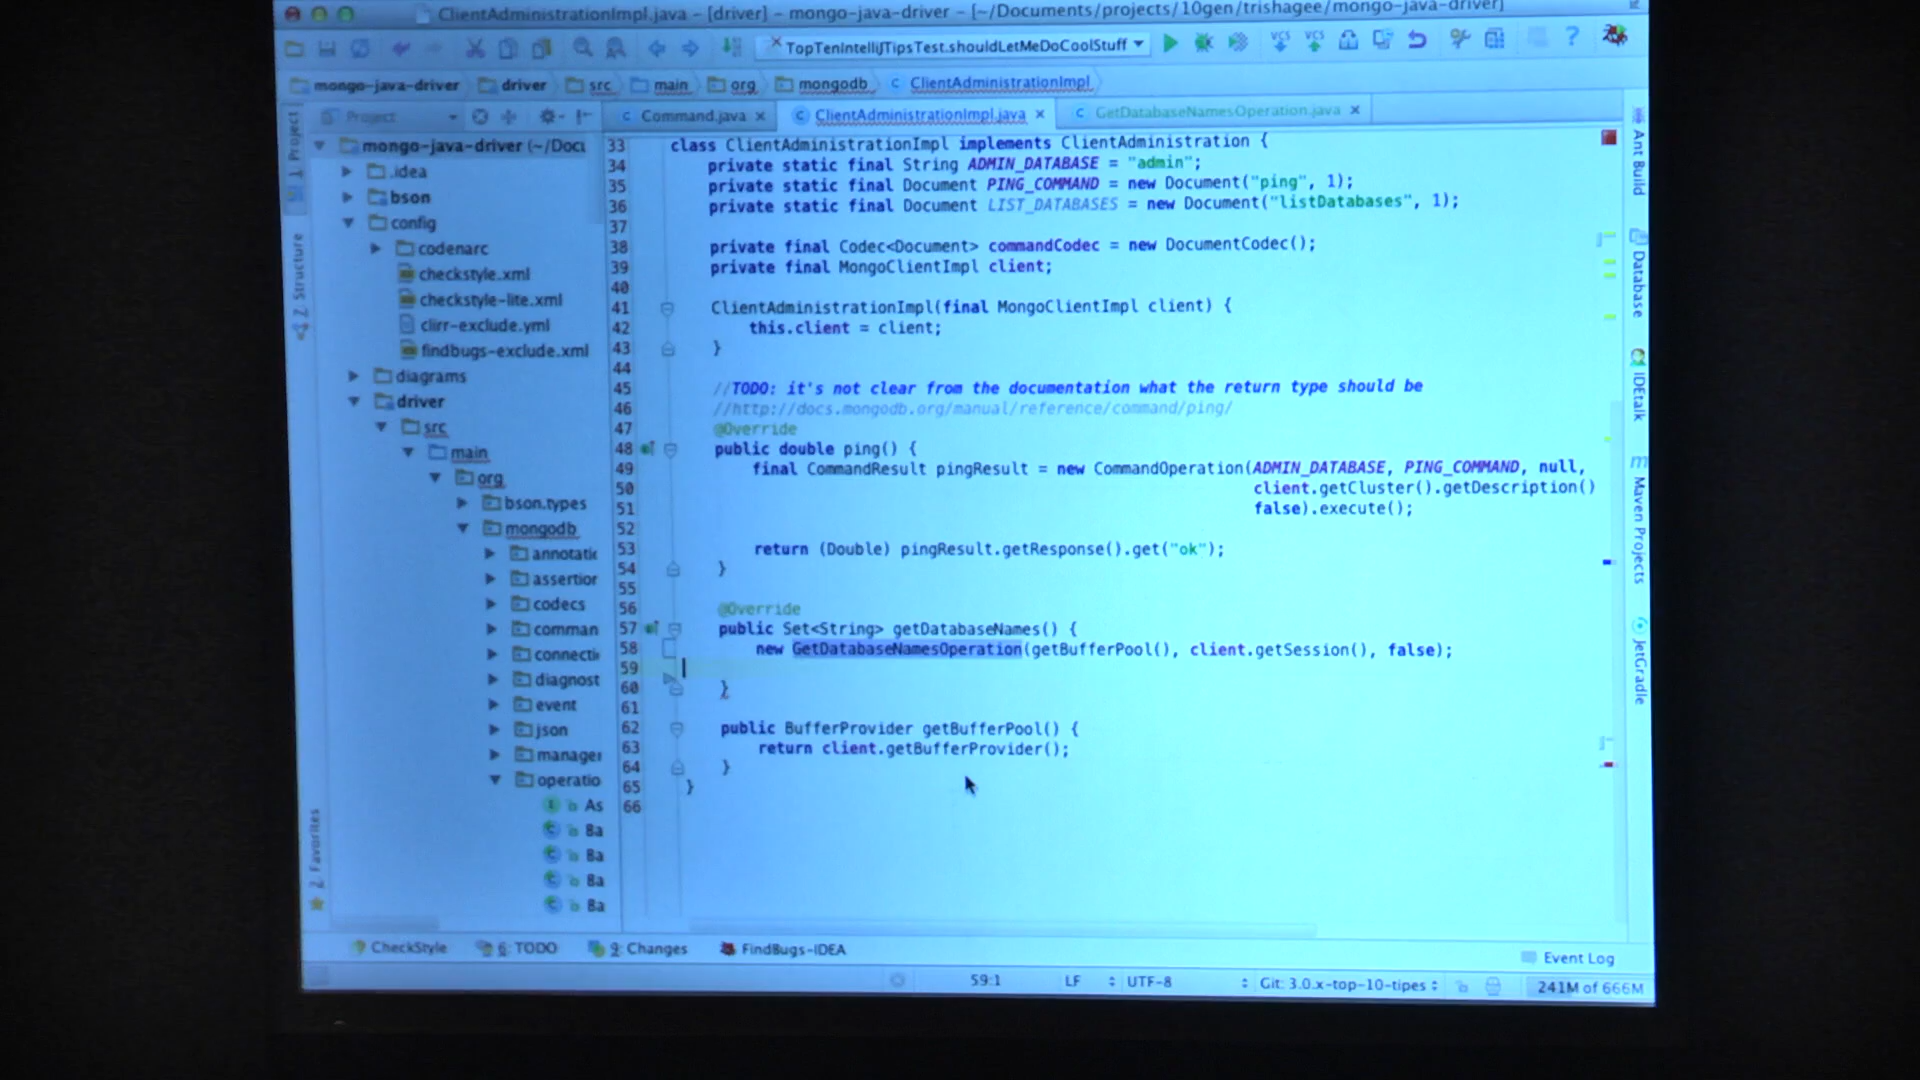 ClientAdministrationImpl.java - [driver] - mongo-java-driver - [~/Documents/projects/10gen/trishagee/mongo-java-driver]
TopTenIntelliJTipsTest.shouldLetMeDoCoolStuff
VCS VCS
mongo-java-driver driver src main org mongodb ClientAdministrationImpl
Project
Command.java ClientAdministrationImpl.java GetDatabaseNamesOperation.java
1: Project
Z: Structure
2: Favorites
mongo-java-driver (~/Docu
.idea
bson
config
codenarc
checkstyle.xml
checkstyle-lite.xml
clirr-exclude.yml
findbugs-exclude.xml
diagrams
driver
src
main
org
bson.types
mongodb
annotatic
assertior
codecs
comman
connecti
diagnost
event
json
manager
operatio
As
Ba
Ba
Ba
Ba
33 class ClientAdministrationImpl implements ClientAdministration {
34 private static final String ADMIN_DATABASE = "admin";
35 private static final Document PING_COMMAND = new Document("ping", 1);
36 private static final Document LIST_DATABASES = new Document("listDatabases", 1);
37
38 private final Codec<Document> commandCodec = new DocumentCodec();
39 private final MongoClientImpl client;
40
41 ClientAdministrationImpl(final MongoClientImpl client) {
42 this.client = client;
43 }
44
45 //TODO: it's not clear from the documentation what the return type should be
46 //http://docs.mongodb.org/manual/reference/command/ping/
47 @Override
48 public double ping() {
49 final CommandResult pingResult = new CommandOperation(ADMIN_DATABASE, PING_COMMAND, null,
50 client.getCluster().getDescription()
51 false).execute();
52
53 return (Double) pingResult.getResponse().get("ok");
54 }
55
56 @Override
57 public Set<String> getDatabaseNames() {
58 new GetDatabaseNamesOperation(getBufferPool(), client.getSession(), false);
59
60 }
61
62 public BufferProvider getBufferPool() {
63 return client.getBufferProvider();
64 }
65 }
66
Ant Build
Database
IDEtalk
Maven Projects
JetGradle
CheckStyle 6: TODO 9: Changes FindBugs-IDEA
Event Log
59:1 LF UTF-8 Git: 3.0.x-top-10-tipes 241M of 666M